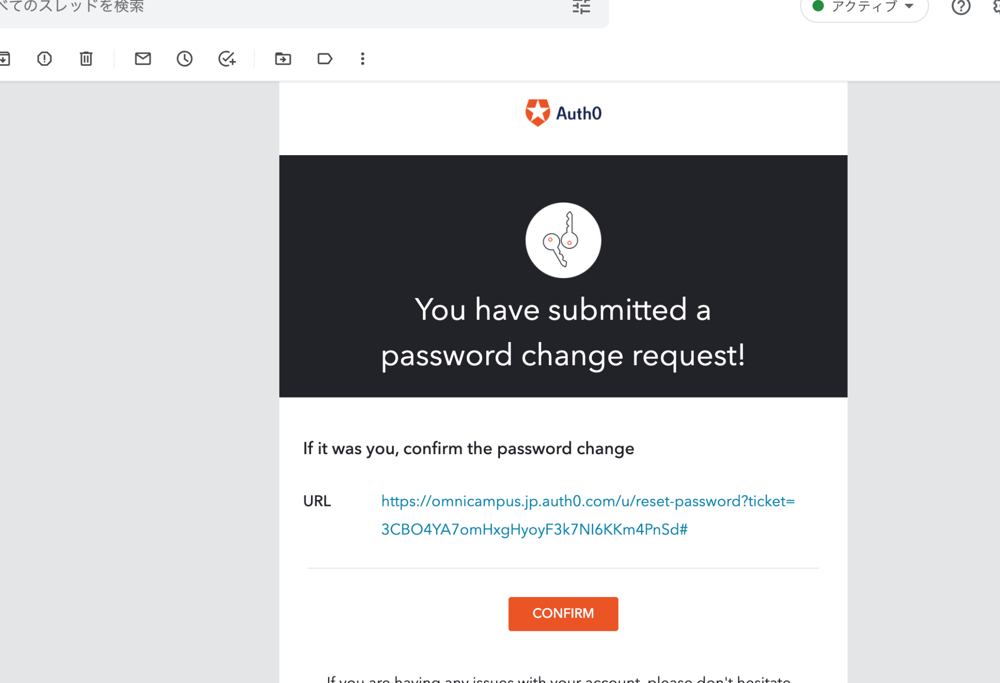 べてのスレッドを検索
アクティブ
Auth0
You have submitted a
password change request!
If it was you, confirm the password change
URL
https://omnicampus.jp.auth0.com/u/reset-password?ticket=
3CBO4YA7omHxgHyoyF3k7NI6KKm4PnSd#
CONFIRM
If you are having any issues with your account, please don't hesitate